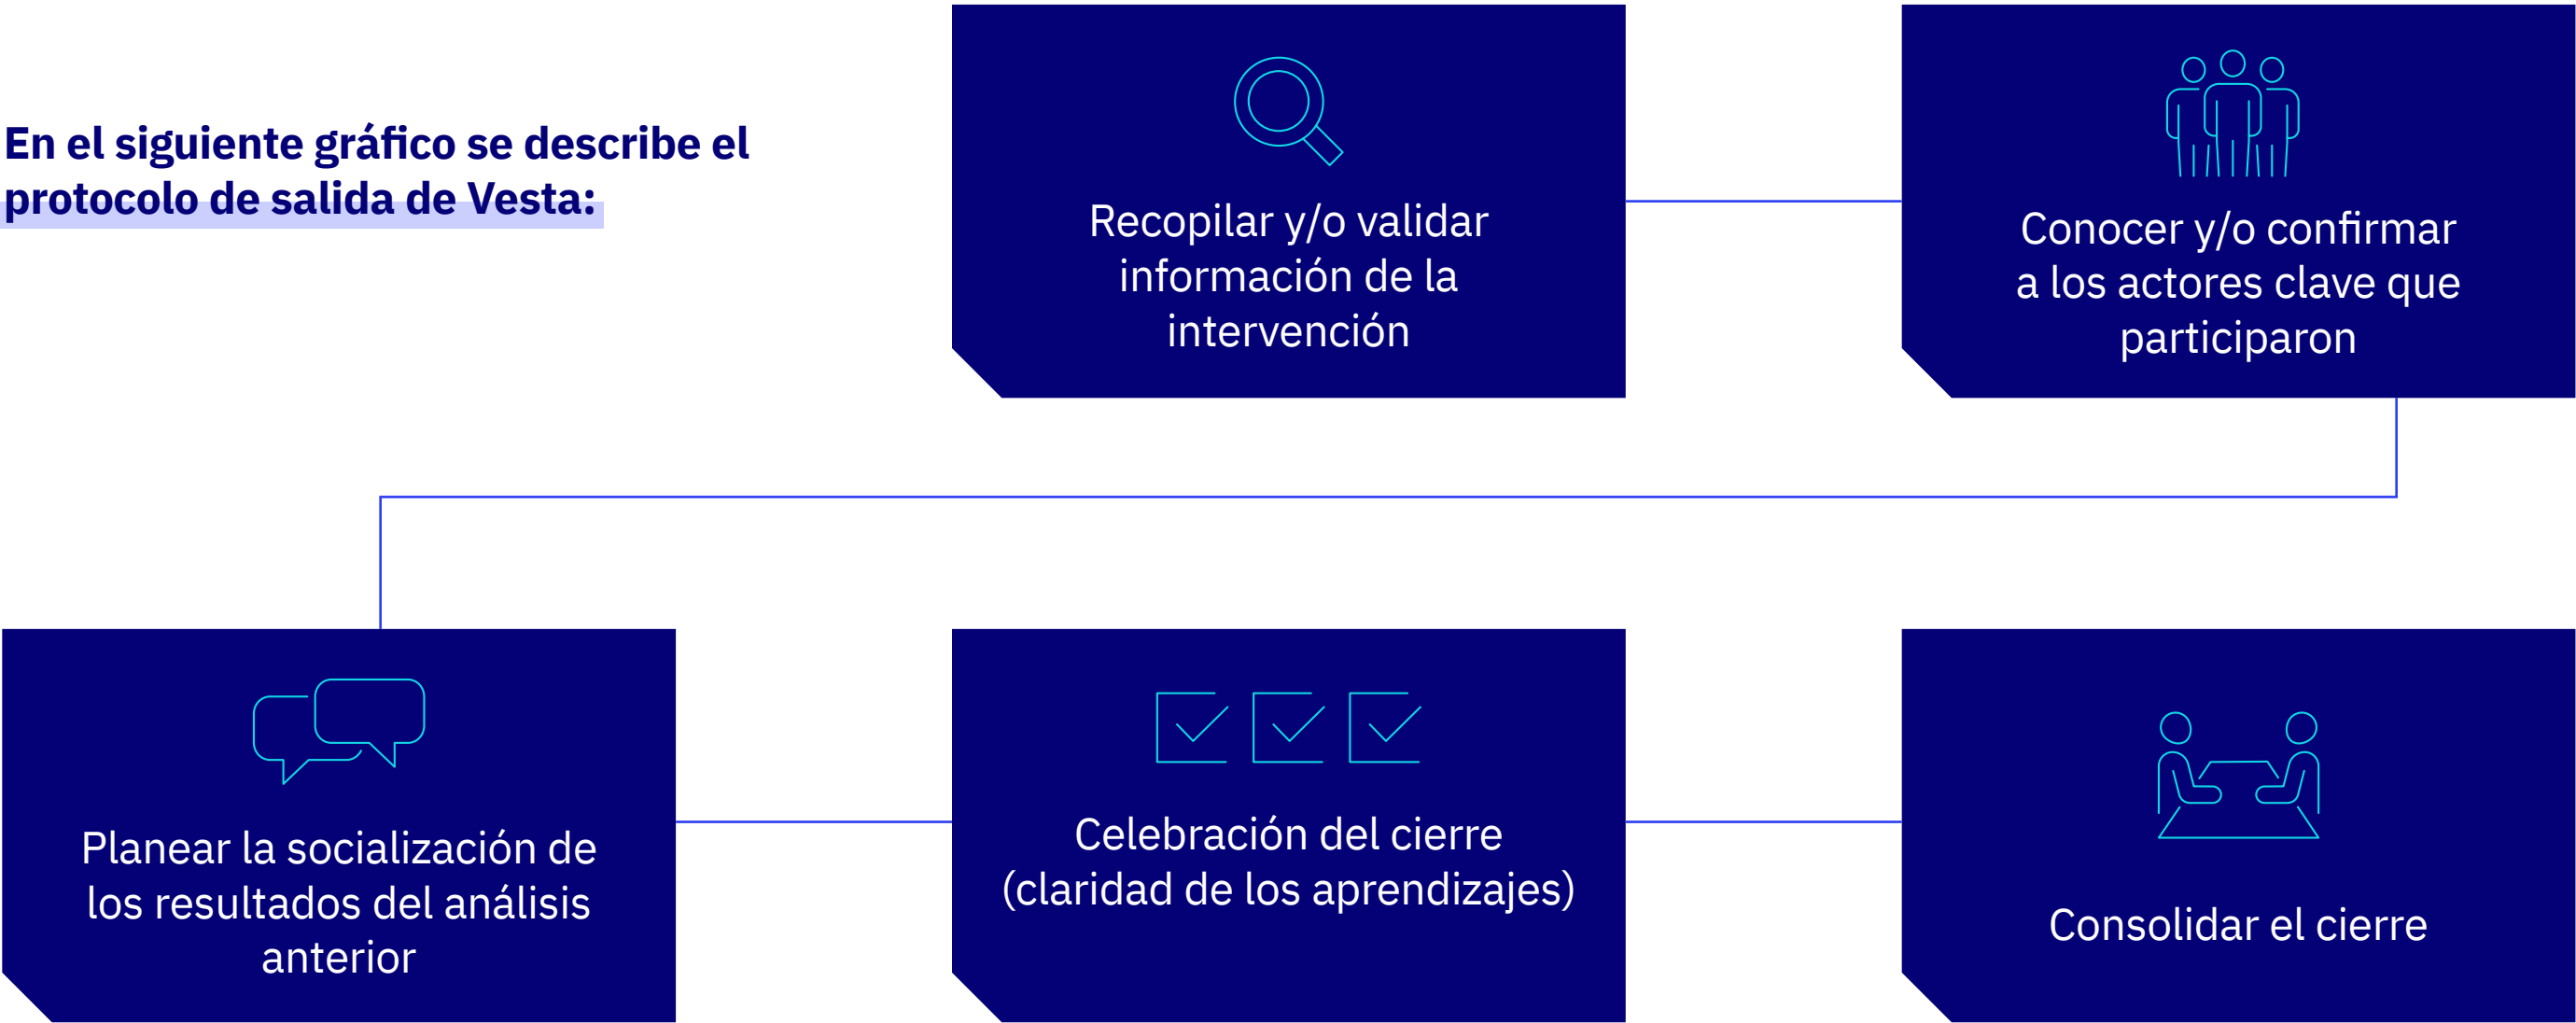 En el siguiente gráfico se describe el
protocolo de salida de Vesta:
Recopilar y/o validar
información de la
intervención
Conocer y/o confirmar
a los actores clave que
participaron
Planear la socialización de
los resultados del análisis
anterior
Celebración del cierre
(claridad de los aprendizajes)
Consolidar el cierre